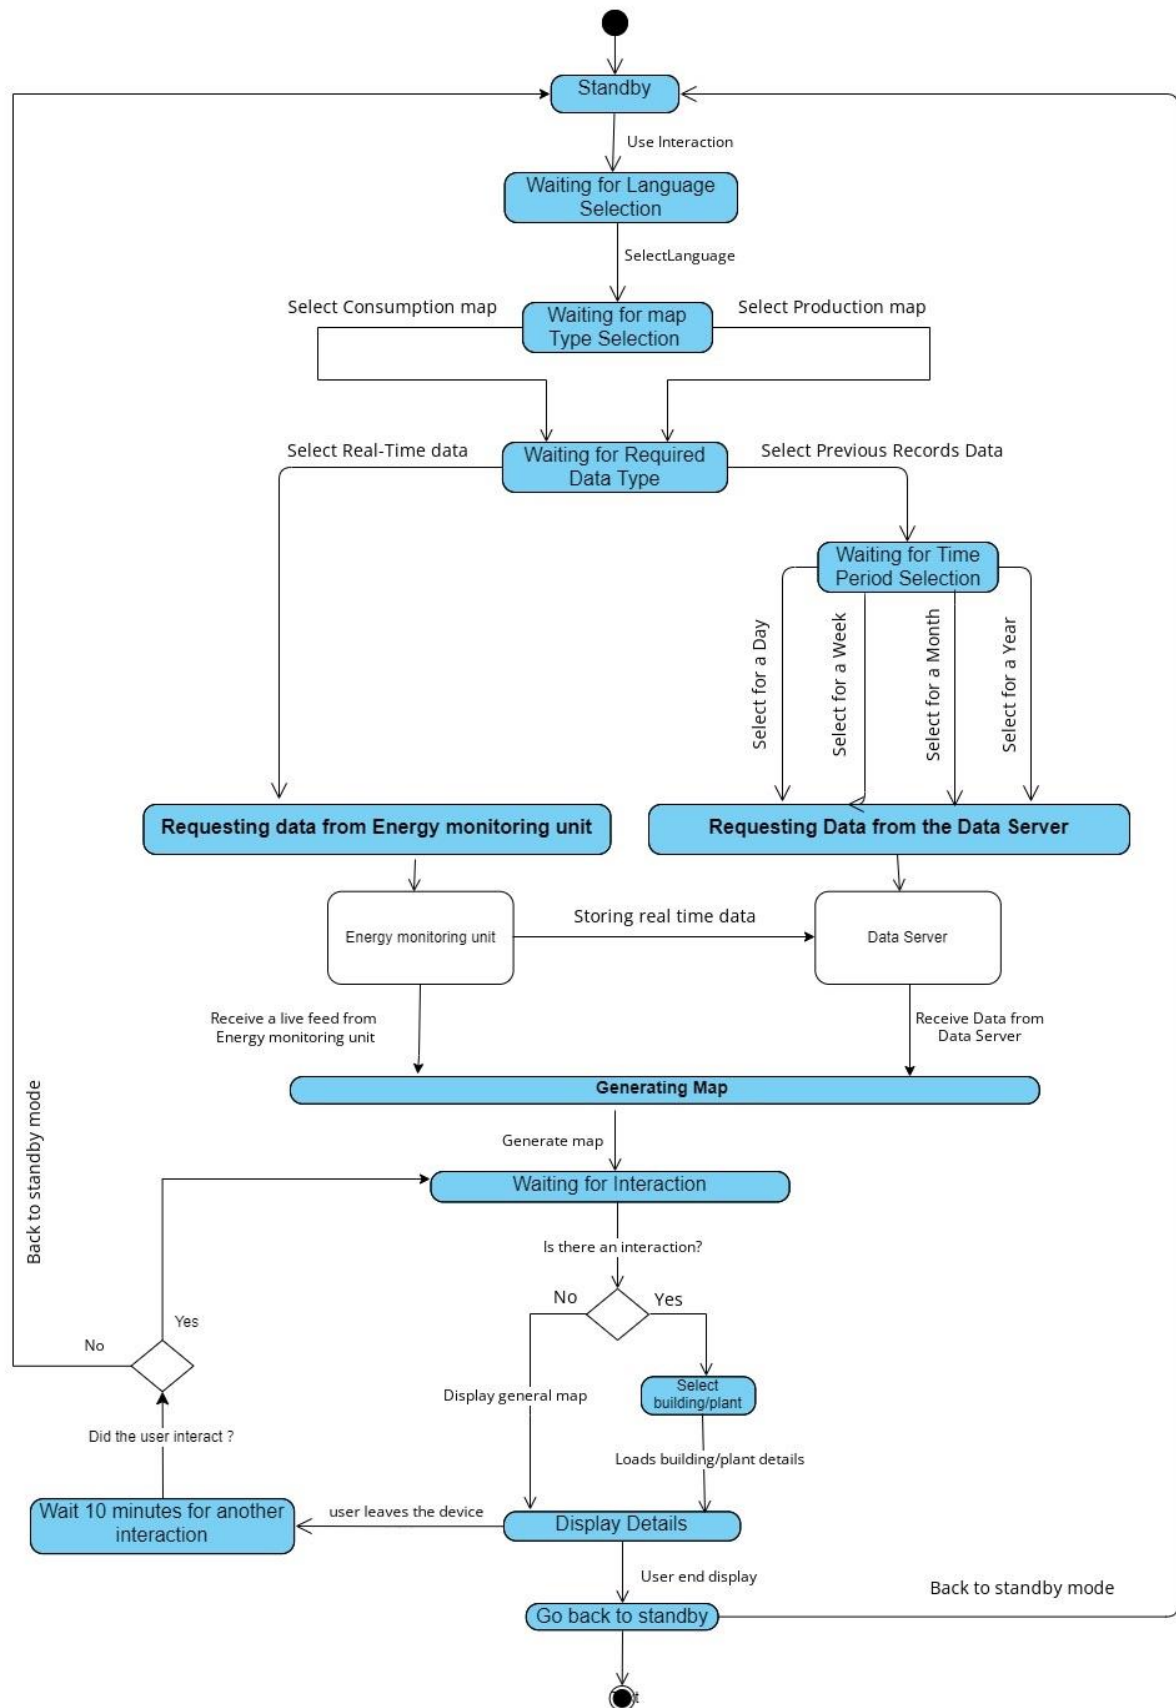 Standby
Use Interaction
Waiting for Language
Selection
SelectLanguage
Select Consumption map
Waiting for map
Type Selection
Select Production map
Select Real-Time data
Waiting for Required
Data Type
Select Previous Records Data
Waiting for Time
Period Selection
Select for a Day
Select for a Week
Select for a Month
Select for a Year
Requesting data from Energy monitoring unit
Requesting Data from the Data Server
Energy monitoring unit
Storing real time data
Data Server
Receive a live feed from
Energy monitoring unit
Receive Data from
Data Server
Generating Map
Generate map
Waiting for Interaction
Back to standby mode
Is there an interaction?
No
Yes
Yes
No
Select
building/plant
Display general map
Did the user interact ?
Loads building/plant details
Wait 10 minutes for another
interaction
user leaves the device
Display Details
User end display
Back to standby mode
Go back to standby